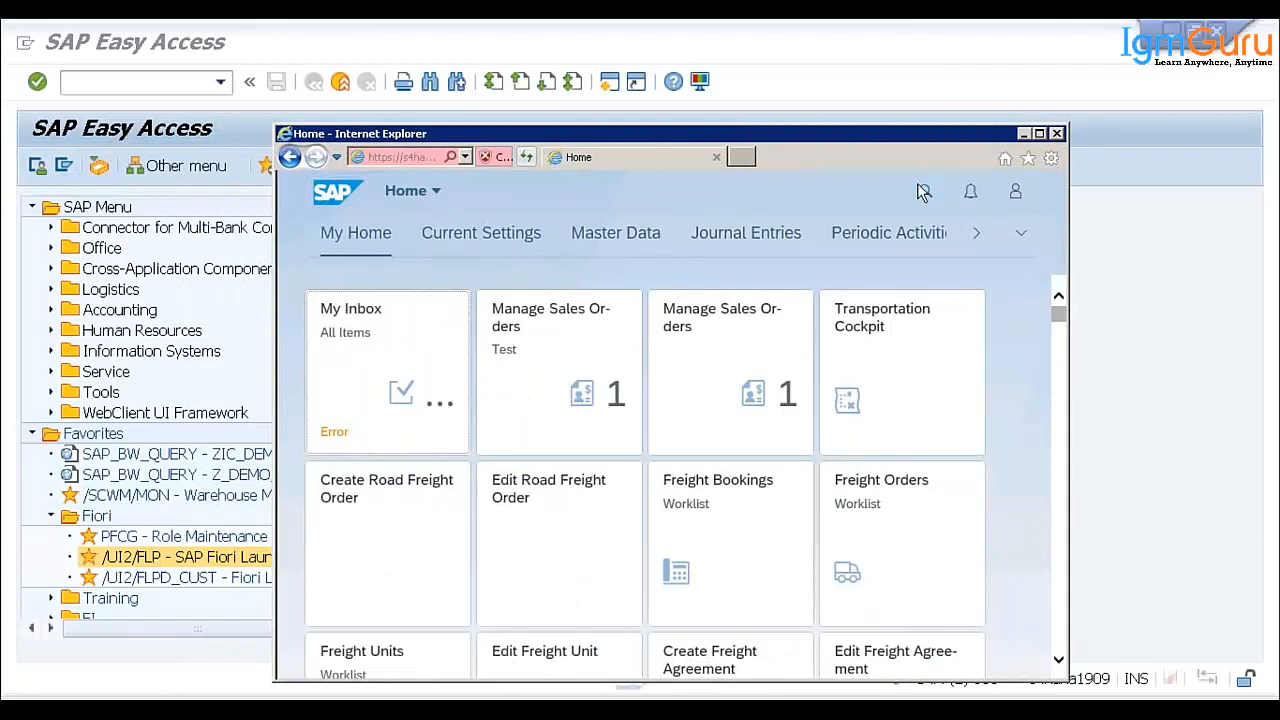 SAP Easy Access
IgmGuru
Learn Anywhere, Anytime
SAP Easy Access
Other menu
SAP Menu
Connector for Multi-Bank Co
Office
Cross-Application Componen
Logistics
Accounting
Human Resources
Information Systems
Service
Tools
WebClient UI Framework
Favorites
SAP_BW_QUERY - ZIC_DEM
SAP_BW_QUERY - Z_DEMO
/SCWM/MON - Warehouse M
Fiori
PFCG - Role Maintenance
/UI2/FLP - SAP Fiori Laun
/UI2/FLPD_CUST - Fiori L
Training
Home - Internet Explorer
https://s4ha... C... Home
SAP Home
My Home Current Settings Master Data Journal Entries Periodic Activiti
My Inbox
All Items
...
Error
Manage Sales Or-
ders
Test
1
Manage Sales Or-
ders
1
Transportation
Cockpit
Create Road Freight
Order
Edit Road Freight
Order
Freight Bookings
Worklist
Freight Orders
Worklist
Freight Units
Worklist
Edit Freight Unit
Create Freight
Agreement
Edit Freight Agree-
ment
INS